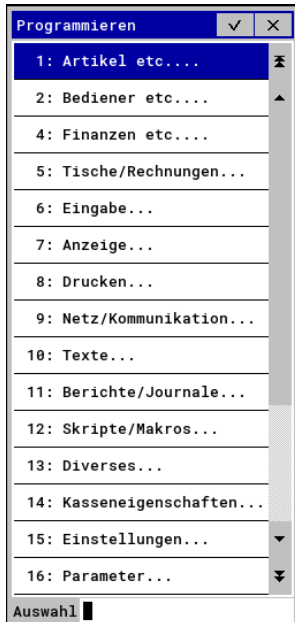 Programmieren
1: Artikel etc....
2: Bediener etc....
4: Finanzen etc....
5: Tische/Rechnungen...
6: Eingabe...
7: Anzeige...
8: Drucken...
9: Netz/Kommunikation...
10: Texte...
11: Berichte/Journale...
12: Skripte/Makros...
13: Diverses...
14: Kasseneigenschaften...
15: Einstellungen...
16: Parameter...
Auswahl